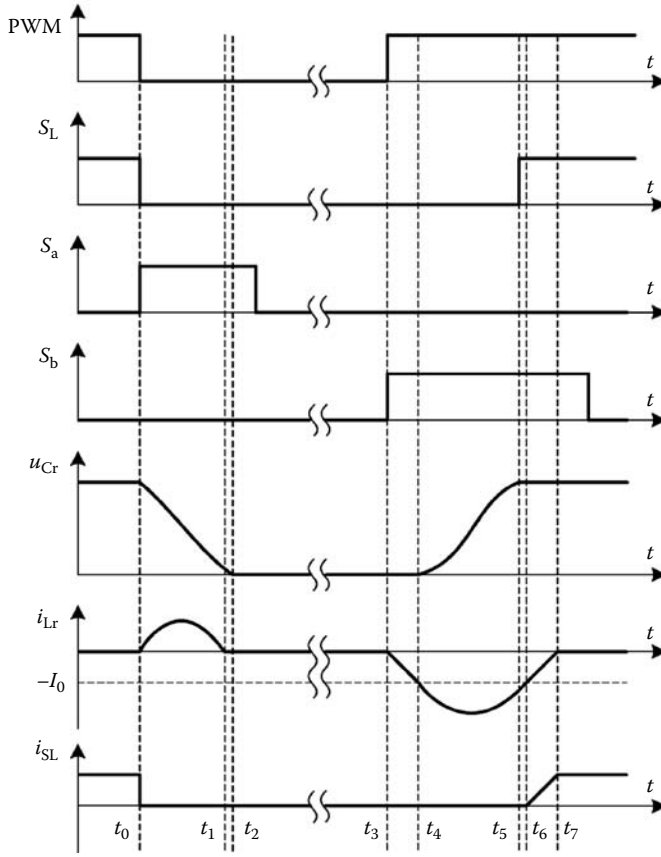 PWM
t
S_L
t
S_a
t
S_b
t
u_Cr
t
i_Lr
t
–I_0
i_SL
t
t_0 t_1 t_2 t_3 t_4 t_5 t_6 t_7